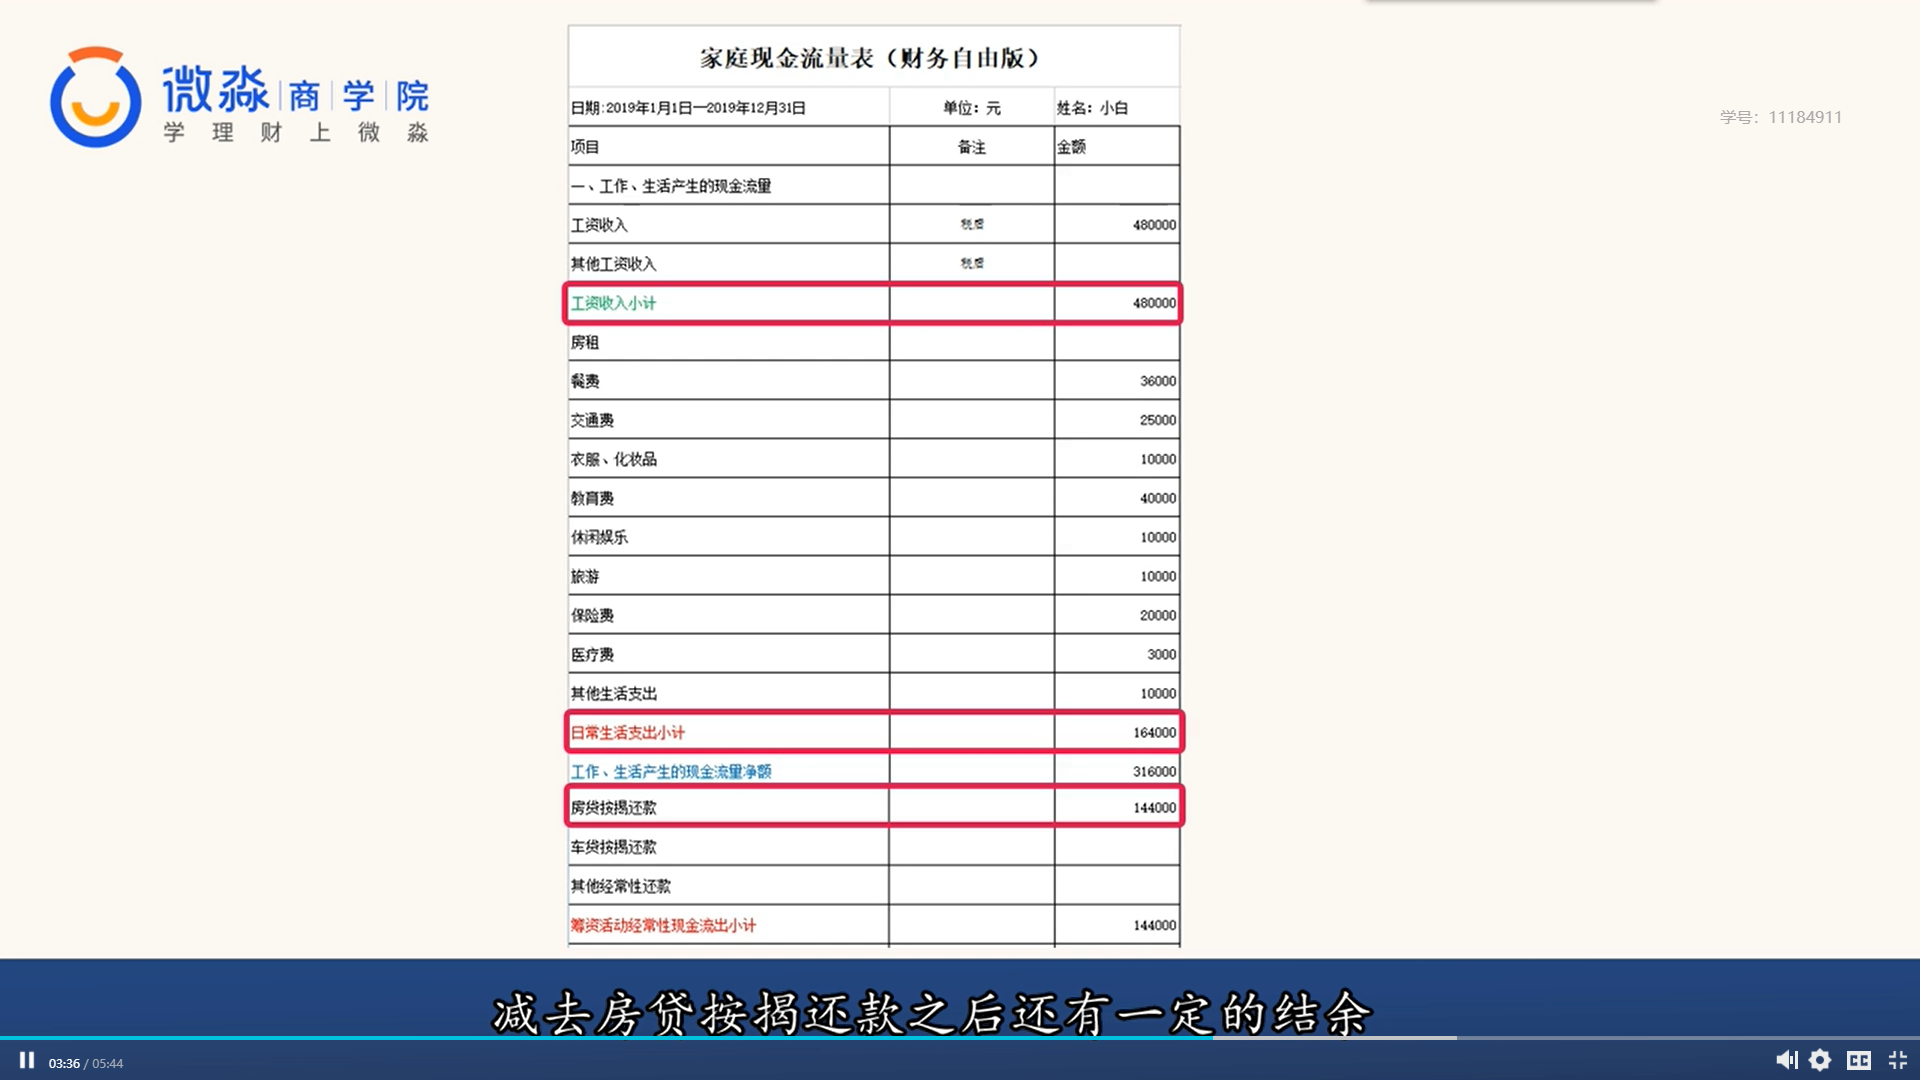 家庭现金流量表（财务自由版）
微淼 商 学 院
学 理 财 上 微 淼
日期:2019年1月1日—2019年12月31日 单位：元 姓名：小白
学号：11184911
项目 备注 金额
一、工作、生活产生的现金流量
工资收入 税后 480000
其他工资收入 税后
工资收入小计 480000
房租
餐费 36000
交通费 25000
衣服、化妆品 10000
教育费 40000
休闲娱乐 10000
旅游 10000
保险费 20000
医疗费 3000
其他生活支出 10000
日常生活支出小计 164000
工作、生活产生的现金流量净额 316000
房贷按揭还款 144000
车贷按揭还款
其他经常性还款
筹资活动经常性现金流出小计 144000
减去房贷按揭还款之后还有一定的结余
03:36 / 05:44
CC